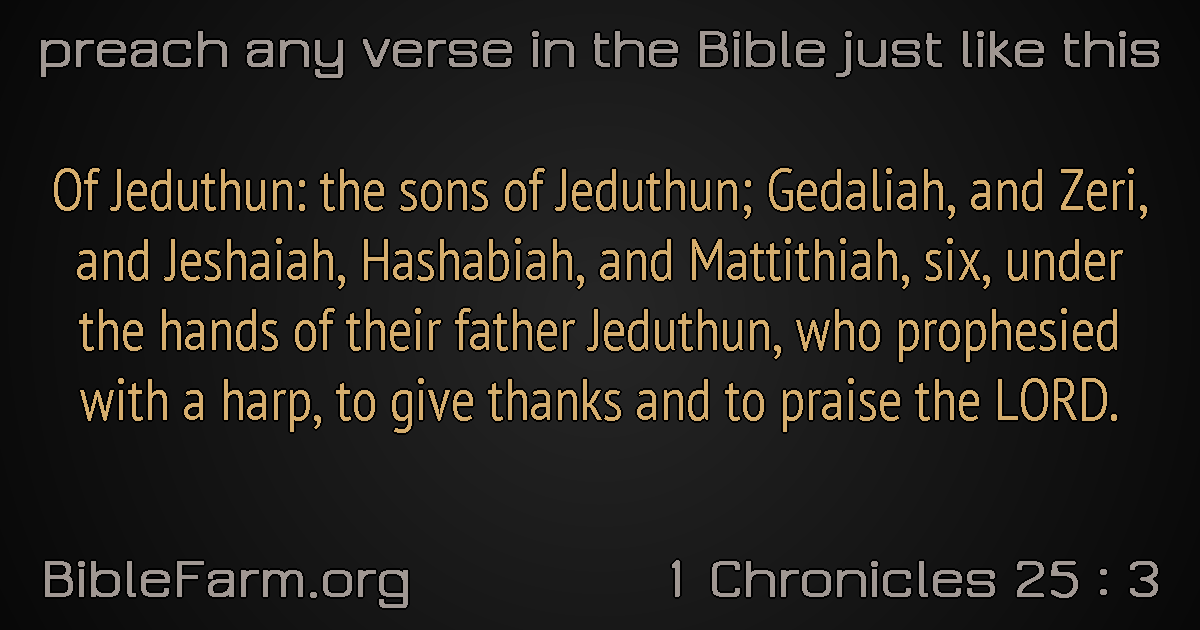 preach any verse in the Bible just like this
Of Jeduthun: the sons of Jeduthun; Gedaliah, and Zeri,
and Jeshaiah, Hashabiah, and Mattithiah, six, under
the hands of their father Jeduthun, who prophesied
with a harp, to give thanks and to praise the LORD.
BibleFarm.org
1 Chronicles 25 : 3